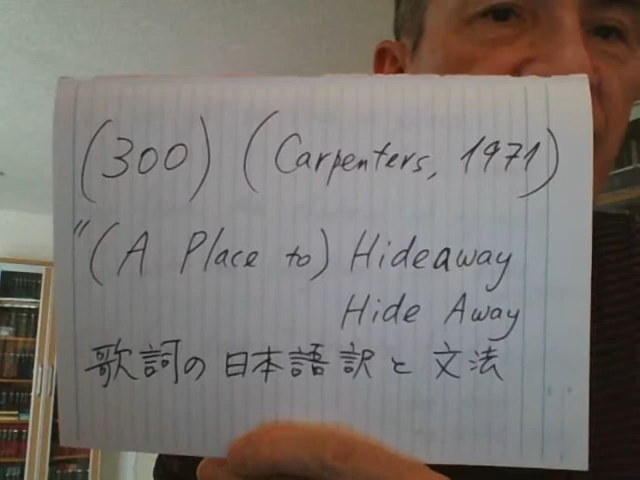 (300) (Carpenters, 1971)
"(A Place to) Hideaway
Hide Away
歌詞の日本語訳と文法